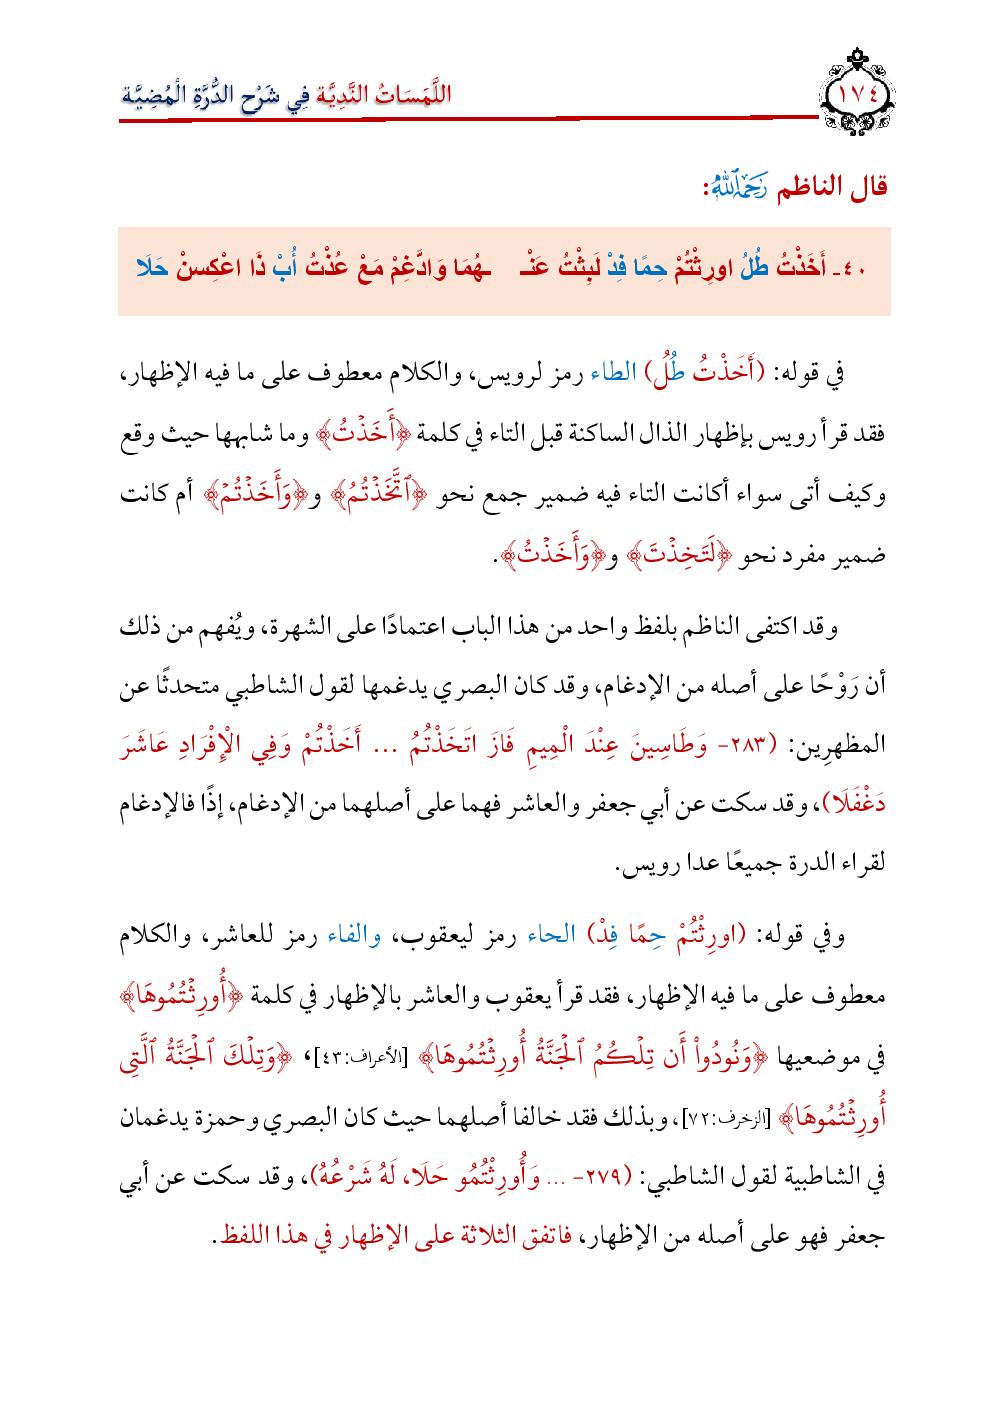 ١٧٤
اللَّمَسَاتُ النَّدِيَّة فِي شَرْح الدُّرَّةِ الْمُضِيَّة
قال الناظم رَحِمَهُ ٱللَّهُ:
٤٠- أَخَذْتُ طُلُ اورِثْتُمْ حِمًا فِدْ لَبِثْتُ عَنْـ ـهُمَا وَادَّغِمْ مَعْ عُذْتُ أُبْ ذَا اعْكِسنْ حَلَا
في قوله: (أَخَذْتُ طُلُ) الطاء رمز لرويس، والكلام معطوف على ما فيه الإظهار،
فقد قرأ رويس بإظهار الذال الساكنة قبل التاء في كلمة ﴿أَخَذۡتُ﴾ وما شابهها حيث وقع
وكيف أتى سواء أكانت التاء فيه ضمير جمع نحو ﴿ٱتَّخَذۡتُمُ﴾ و﴿وَأَخَذۡتُمۡ﴾ أم كانت
ضمير مفرد نحو ﴿لَتَخِذۡتَ﴾ و﴿وَأَخَذۡتُ﴾.
وقد اكتفى الناظم بلفظ واحد من هذا الباب اعتمادًا على الشهرة، ويُفهم من ذلك
أن رَوْحًا على أصله من الإدغام، وقد كان البصري يدغمها لقول الشاطبي متحدثًا عن
المظهرِين: (٢٨٣- وَطَاسِينَ عِنْدَ الْمِيمِ فَازَ اتَخَذْتُمُ ... أَخَذْتُمْ وَفِي الْإِفْرَادِ عَاشَرَ
دَغْفَلَا)، وقد سكت عن أبي جعفر والعاشر فهما على أصلهما من الإدغام، إذًا فالإدغام
لقراء الدرة جميعًا عدا رويس.
وفي قوله: (اورِثْتُمْ حِمًا فِدْ) الحاء رمز ليعقوب، والفاء رمز للعاشر، والكلام
معطوف على ما فيه الإظهار، فقد قرأ يعقوب والعاشر بالإظهار في كلمة ﴿أُورِثۡتُمُوهَا﴾
في موضعيها ﴿وَنُودُوٓاْ أَن تِلۡكُمُ ٱلۡجَنَّةُ أُورِثۡتُمُوهَا﴾ [الأعراف:٤٣]، ﴿وَتِلۡكَ ٱلۡجَنَّةُ ٱلَّتِيٓ
أُورِثۡتُمُوهَا﴾ [الزخرف:٧٢]، وبذلك فقد خالفا أصلهما حيث كان البصري وحمزة يدغمان
في الشاطبية لقول الشاطبي: (٢٧٩- ... وَأُورِثْتُمُو حَلَا، لَهُ شَرْعُهُ)، وقد سكت عن أبي
جعفر فهو على أصله من الإظهار، فاتفق الثلاثة على الإظهار في هذا اللفظ.